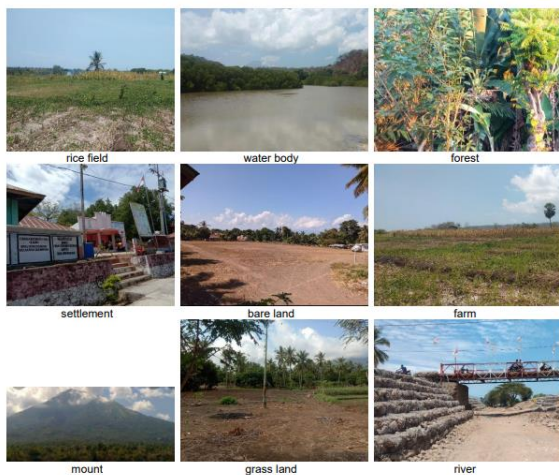 rice field
water body
forest
settlement
bare land
farm
mount
grass land
river